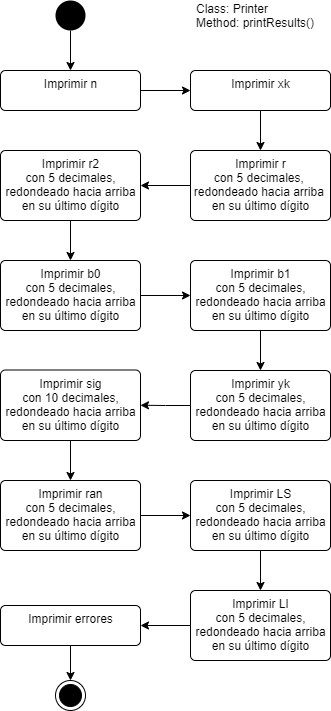 Class: Printer
Method: printResults()
Imprimir n
Imprimir xk
Imprimir r
con 5 decimales,
redondeado hacia arriba
en su último dígito
Imprimir r2
con 5 decimales,
redondeado hacia arriba
en su último dígito
Imprimir b0
con 5 decimales,
redondeado hacia arriba
en su último dígito
Imprimir b1
con 5 decimales,
redondeado hacia arriba
en su último dígito
Imprimir yk
con 5 decimales,
redondeado hacia arriba
en su último dígito
Imprimir sig
con 10 decimales,
redondeado hacia arriba
en su último dígito
Imprimir ran
con 5 decimales,
redondeado hacia arriba
en su último dígito
Imprimir LS
con 5 decimales,
redondeado hacia arriba
en su último dígito
Imprimir LI
con 5 decimales,
redondeado hacia arriba
en su último dígito
Imprimir errores